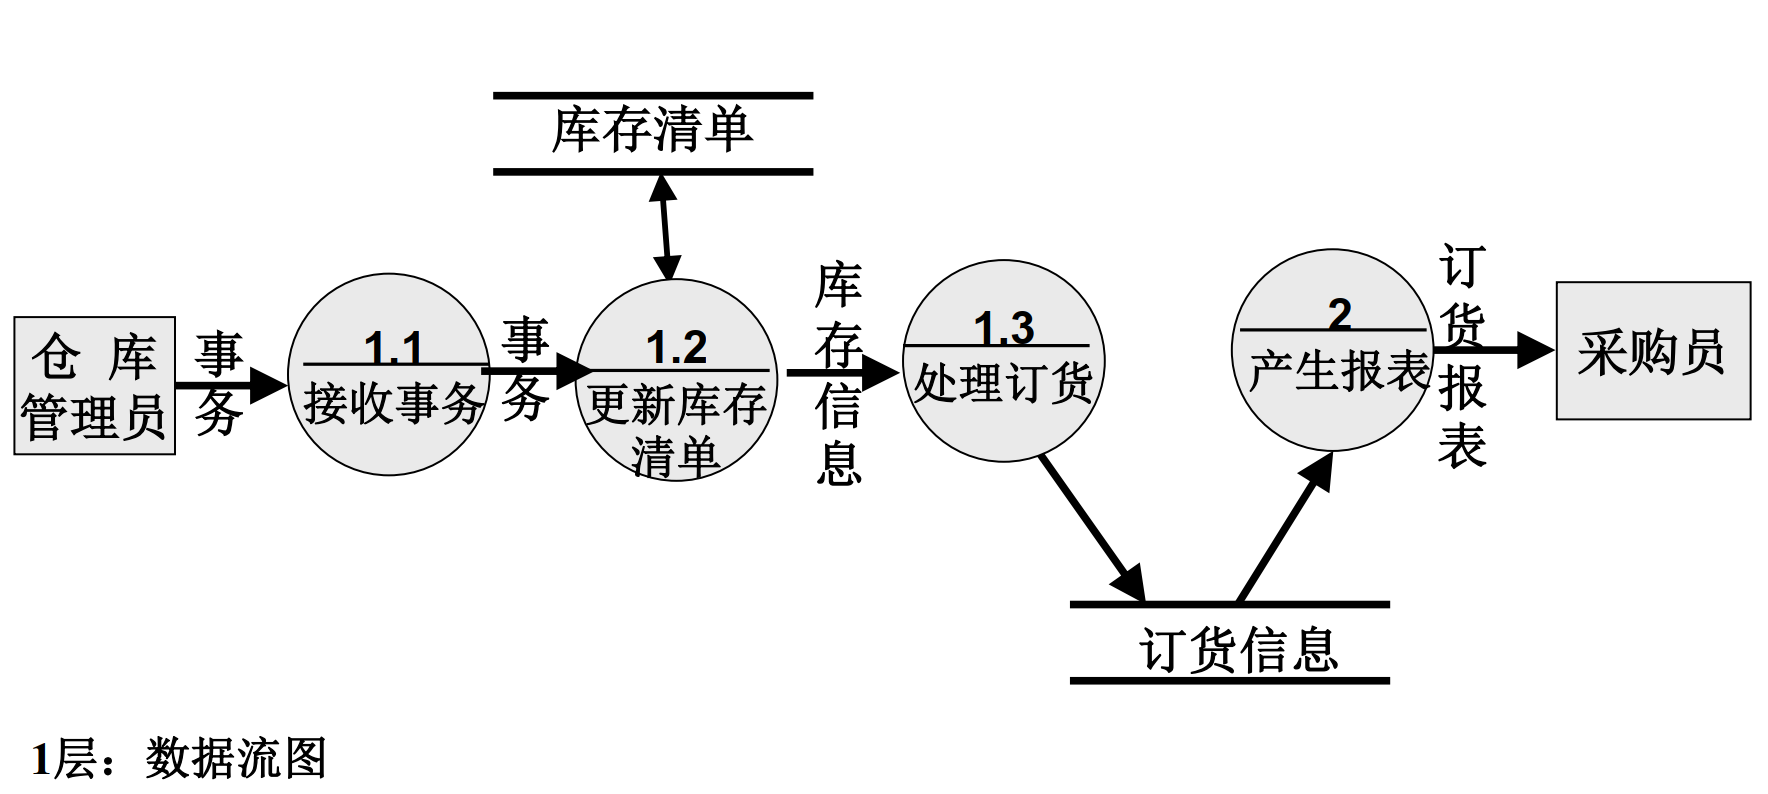 库存清单
仓 库
管理员
事
务
1.1
接收事务
事
务
1.2
更新库存
清单
库
存
信
息
1.3
处理订货
2
产生报表
订
货
报
表
采购员
订货信息
1层：数据流图